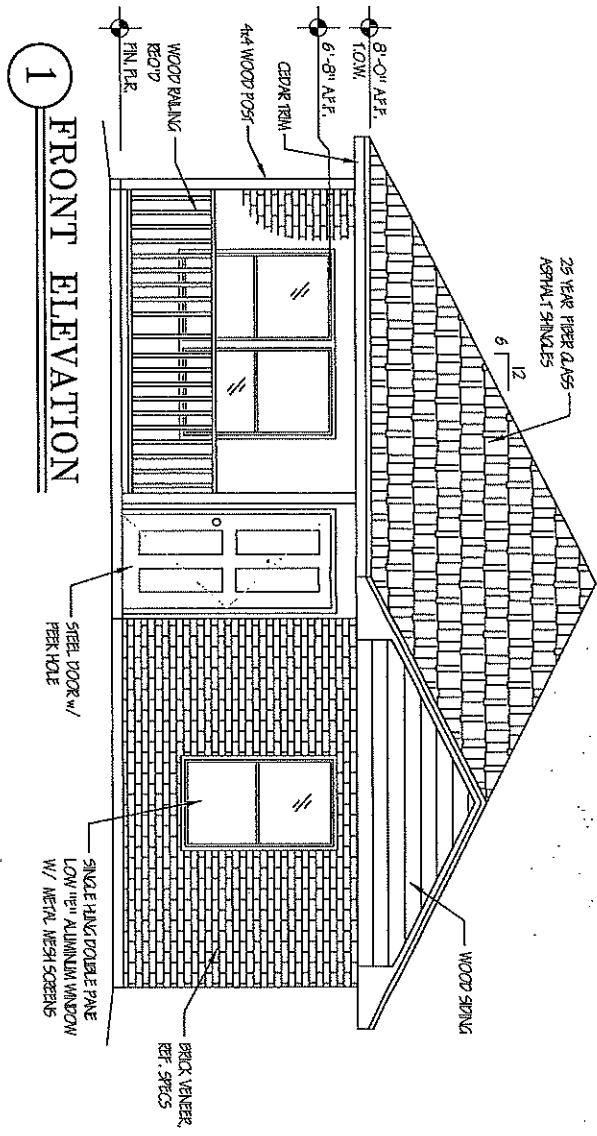 25 YEAR FIBER GLASS
ASPHALT SHINGLES
12
6
8'-0" A.F.F.
T.O.W.
CEDAR TRIM
6'-8" A.F.F.
4x4 WOOD POST
WOOD RAILING
REQ'D
FIN. FLR.
WOOD SIDING
BRICK VENEER,
REF. SPECS
SINGLE HUNG DOUBLE PANE
LOW "E" ALUMINUM WINDOW
W/ METAL MESH SCREENS
STEEL DOOR w/
PEEK HOLE
1
FRONT ELEVATION